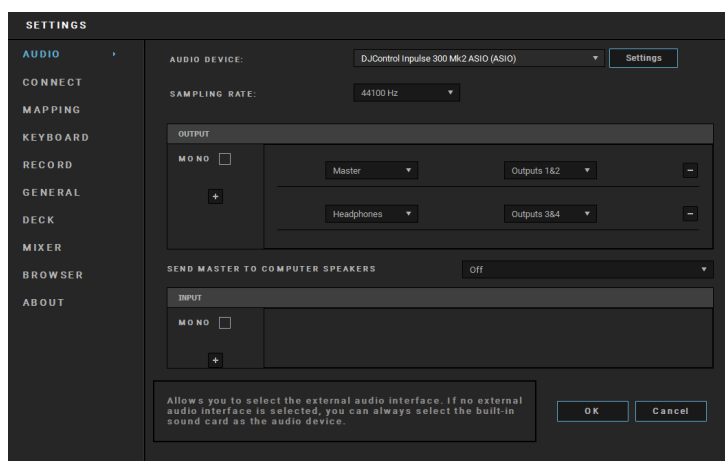 SETTINGS
AUDIO
CONNECT
MAPPING
KEYBOARD
RECORD
GENERAL
DECK
MIXER
BROWSER
ABOUT
AUDIO DEVICE: DJControl Inpulse 300 Mk2 ASIO (ASIO) Settings
SAMPLING RATE: 44100 Hz
OUTPUT
MONO
+
Master Outputs 1&2 −
Headphones Outputs 3&4 −
SEND MASTER TO COMPUTER SPEAKERS Off
INPUT
MONO
+
Allows you to select the external audio interface. If no external
audio interface is selected, you can always select the built-in
sound card as the audio device.
OK Cancel